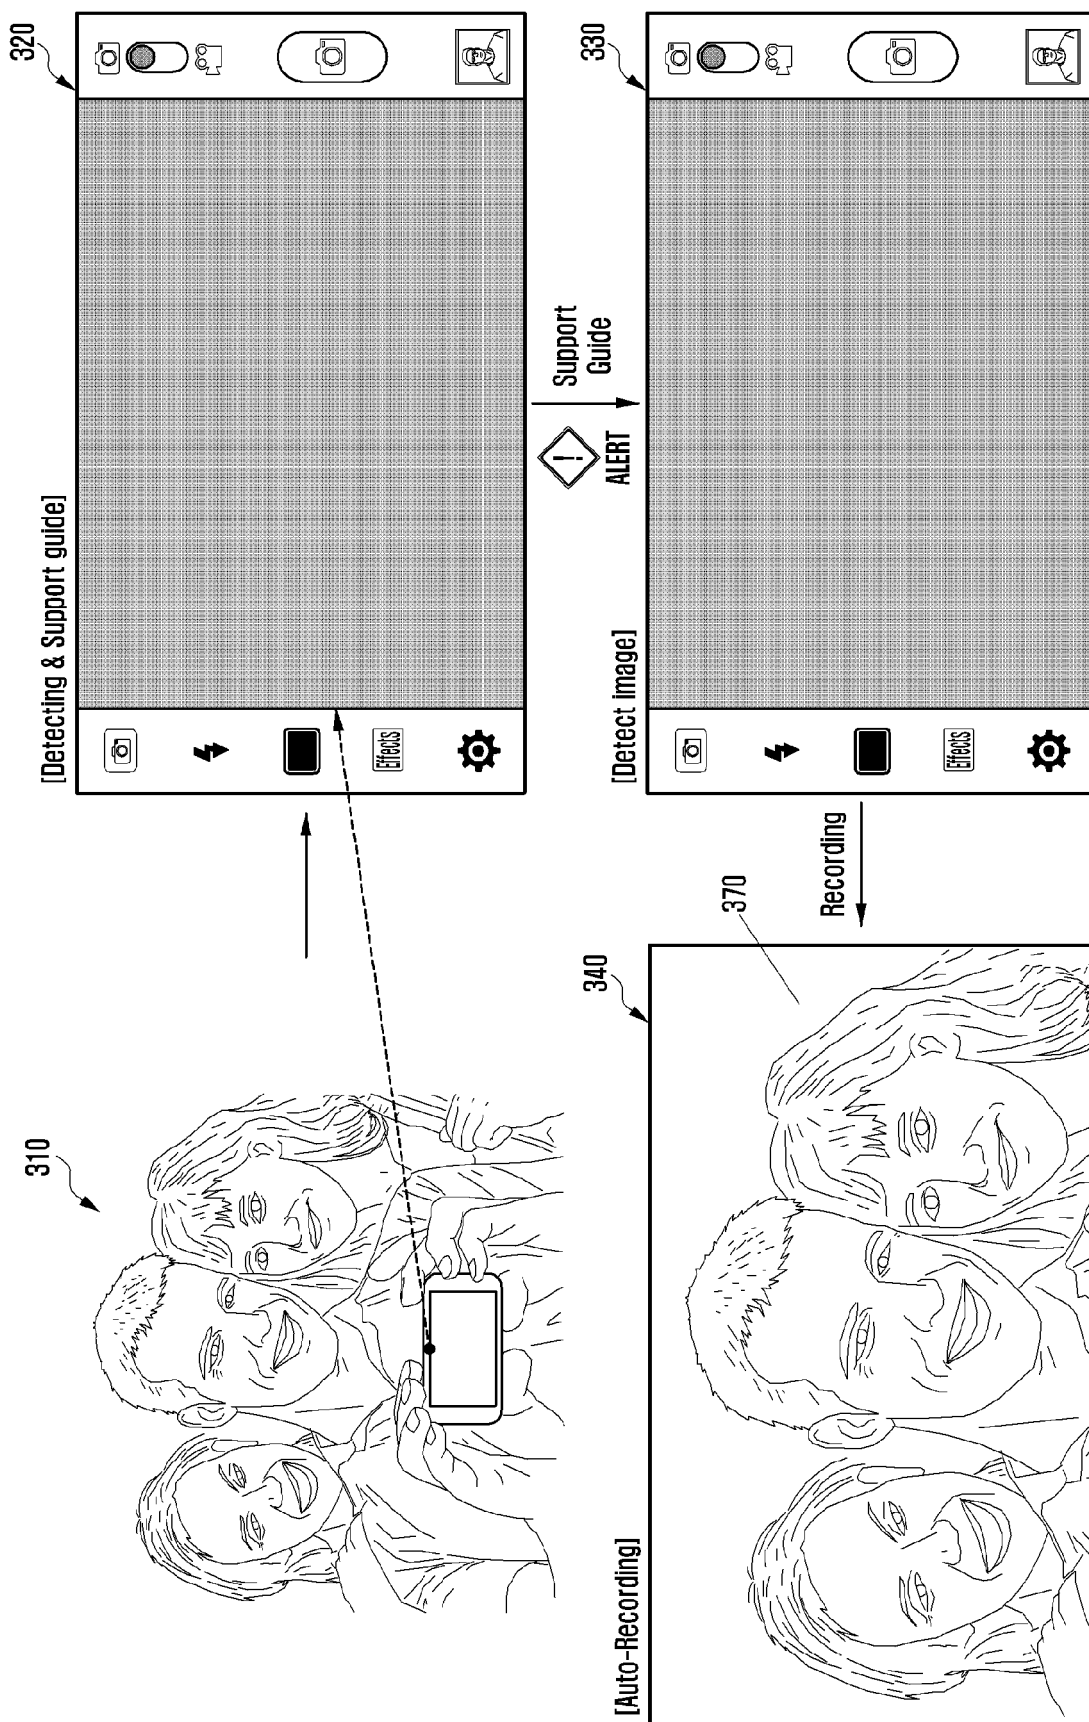 310
320
[Detecting & Support guide]
Effects
ALERT
Support
Guide
330
[Detect image]
Effects
Recording
340
370
[Auto-Recording]